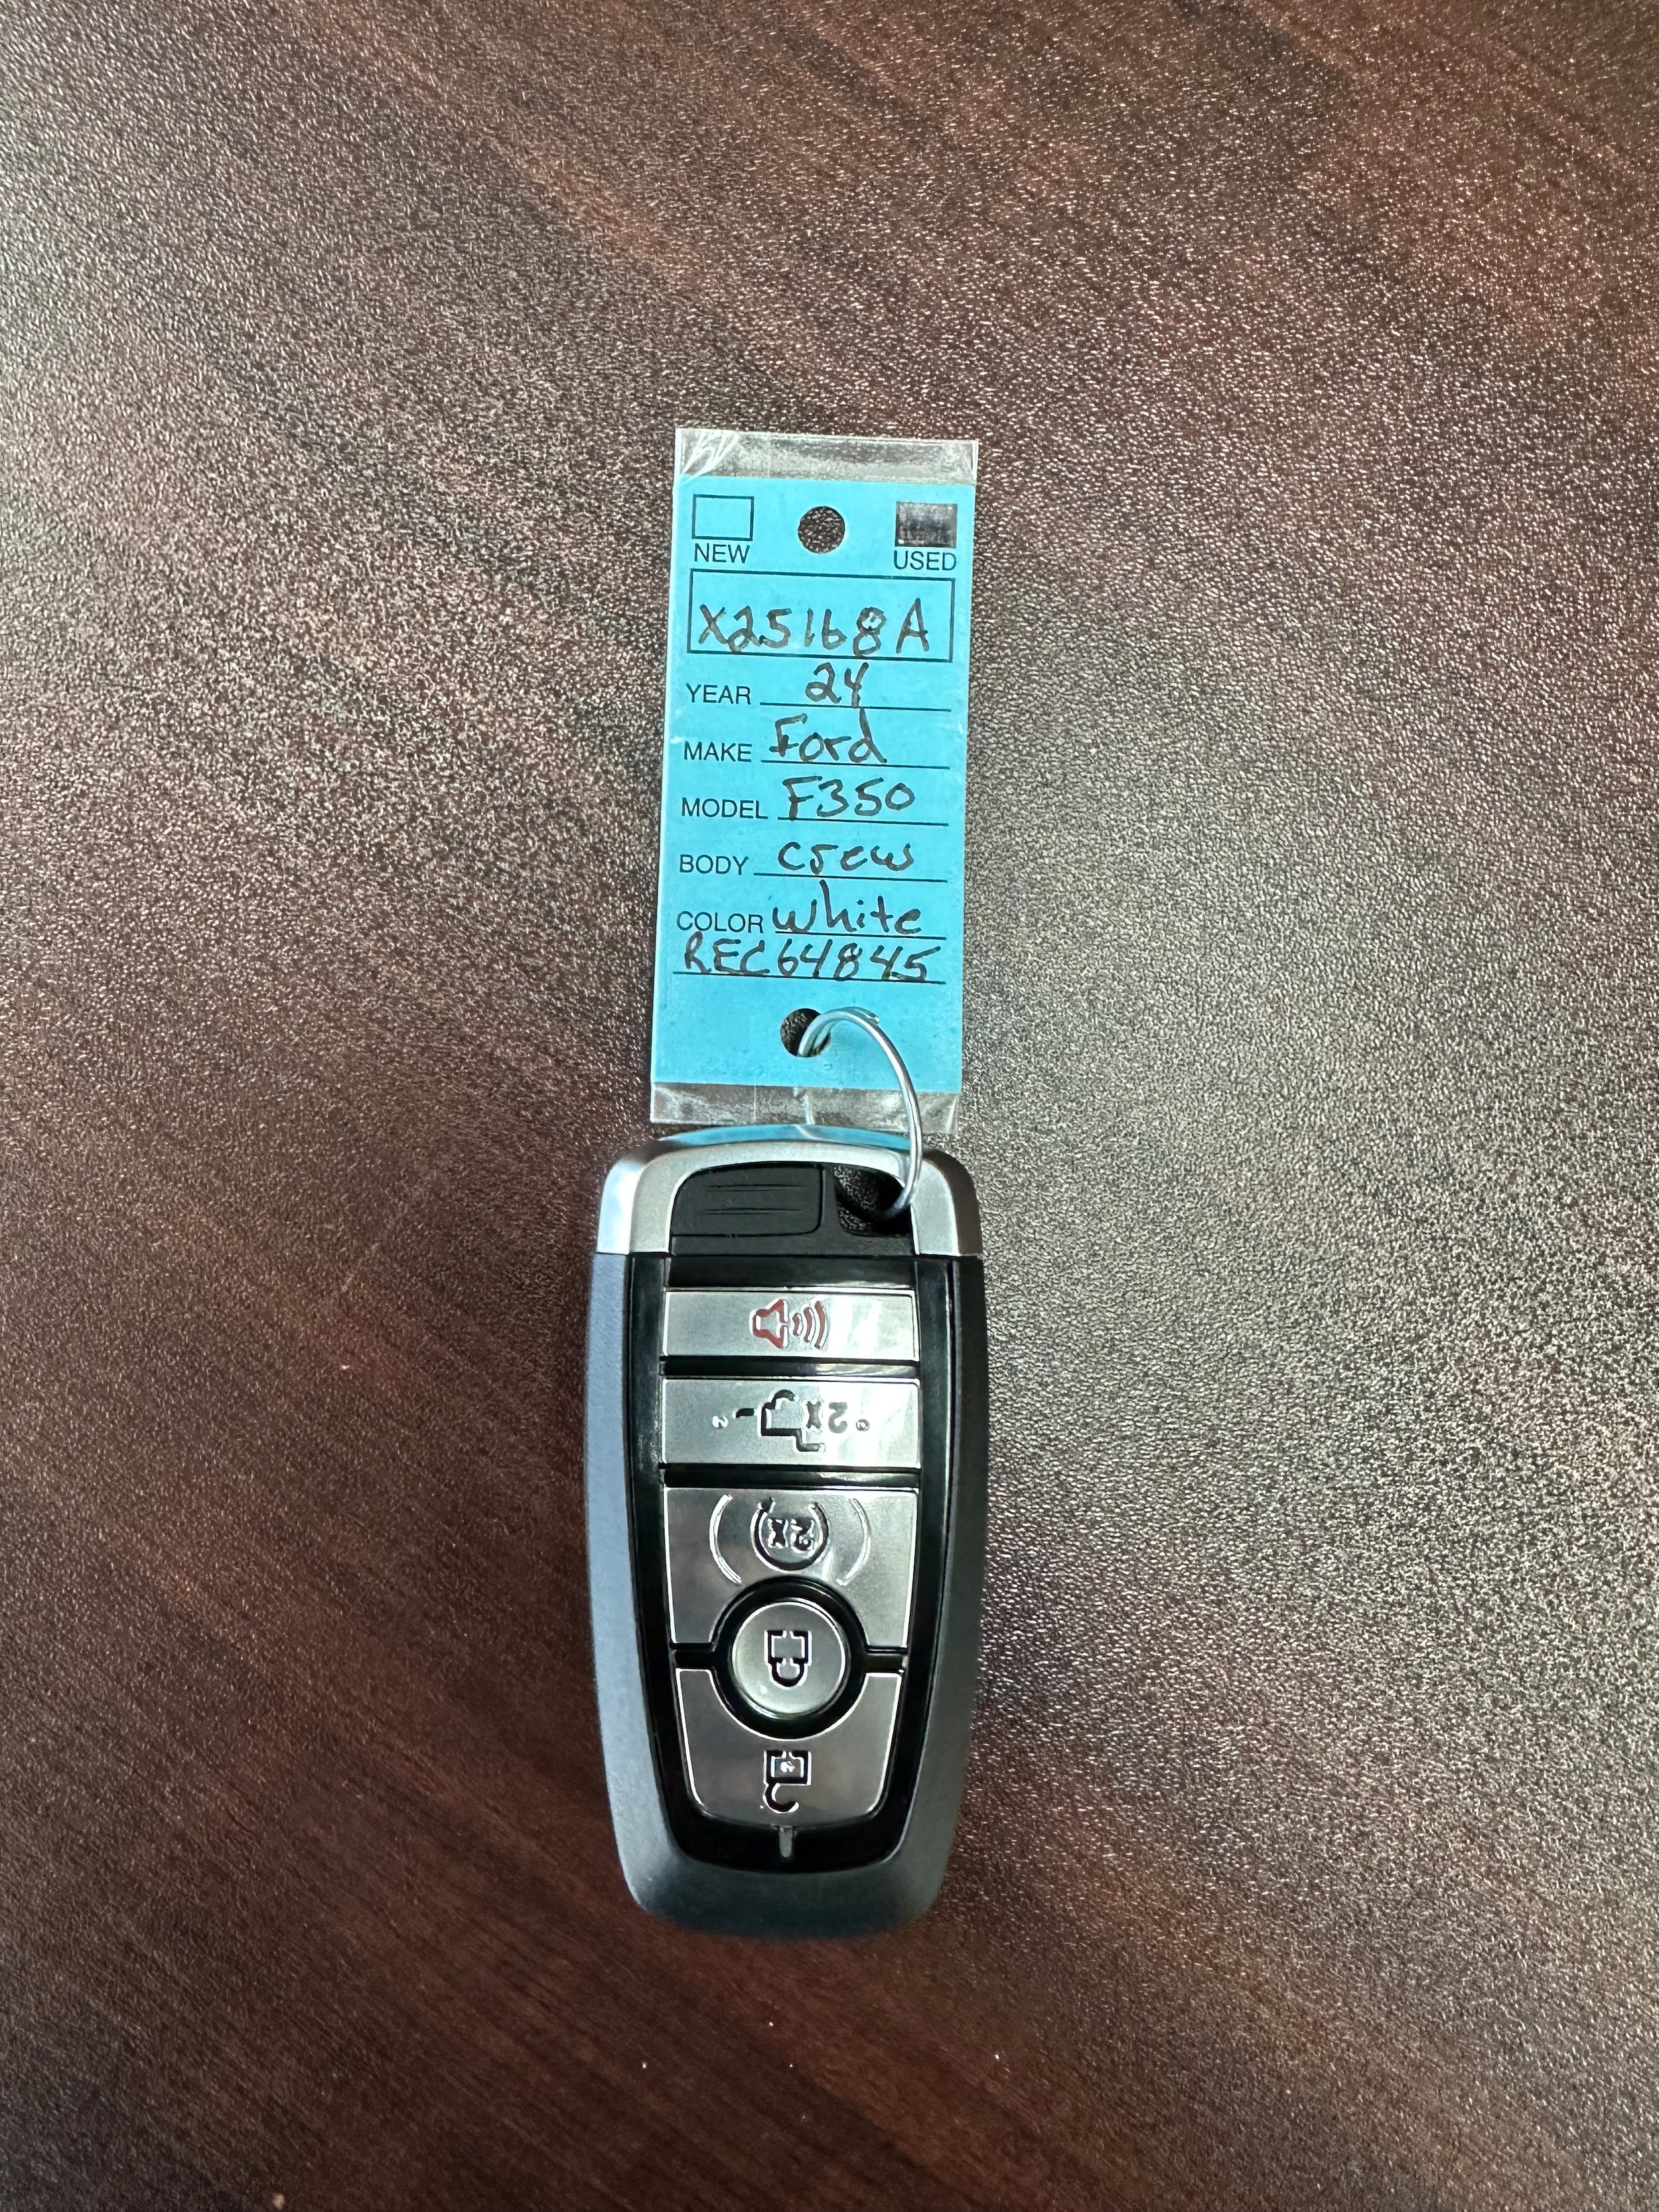 NEW USED
X25168A
YEAR 24
MAKE Ford
MODEL F350
BODY crew
COLOR white
REC64845
2x
2x